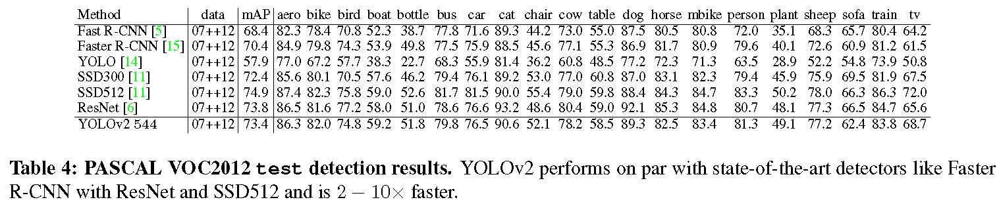 Method data mAP aero bike bird boat bottle bus car cat chair cow table dog horse mbike person plant sheep sofa train tv
Fast R-CNN [5] 07++12 68.4 82.3 78.4 70.8 52.3 38.7 77.8 71.6 89.3 44.2 73.0 55.0 87.5 80.5 80.8 72.0 35.1 68.3 65.7 80.4 64.2
Faster R-CNN [15] 07++12 70.4 84.9 79.8 74.3 53.9 49.8 77.5 75.9 88.5 45.6 77.1 55.3 86.9 81.7 80.9 79.6 40.1 72.6 60.9 81.2 61.5
YOLO [14] 07++12 57.9 77.0 67.2 57.7 38.3 22.7 68.3 55.9 81.4 36.2 60.8 48.5 77.2 72.3 71.3 63.5 28.9 52.2 54.8 73.9 50.8
SSD300 [11] 07++12 72.4 85.6 80.1 70.5 57.6 46.2 79.4 76.1 89.2 53.0 77.0 60.8 87.0 83.1 82.3 79.4 45.9 75.9 69.5 81.9 67.5
SSD512 [11] 07++12 74.9 87.4 82.3 75.8 59.0 52.6 81.7 81.5 90.0 55.4 79.0 59.8 88.4 84.3 84.7 83.3 50.2 78.0 66.3 86.3 72.0
ResNet [6] 07++12 73.8 86.5 81.6 77.2 58.0 51.0 78.6 76.6 93.2 48.6 80.4 59.0 92.1 85.3 84.8 80.7 48.1 77.3 66.5 84.7 65.6
YOLOv2 544 07++12 73.4 86.3 82.0 74.8 59.2 51.8 79.8 76.5 90.6 52.1 78.2 58.5 89.3 82.5 83.4 81.3 49.1 77.2 62.4 83.8 68.7
Table 4: PASCAL VOC2012 test detection results. YOLOv2 performs on par with state-of-the-art detectors like Faster
R-CNN with ResNet and SSD512 and is 2 − 10× faster.